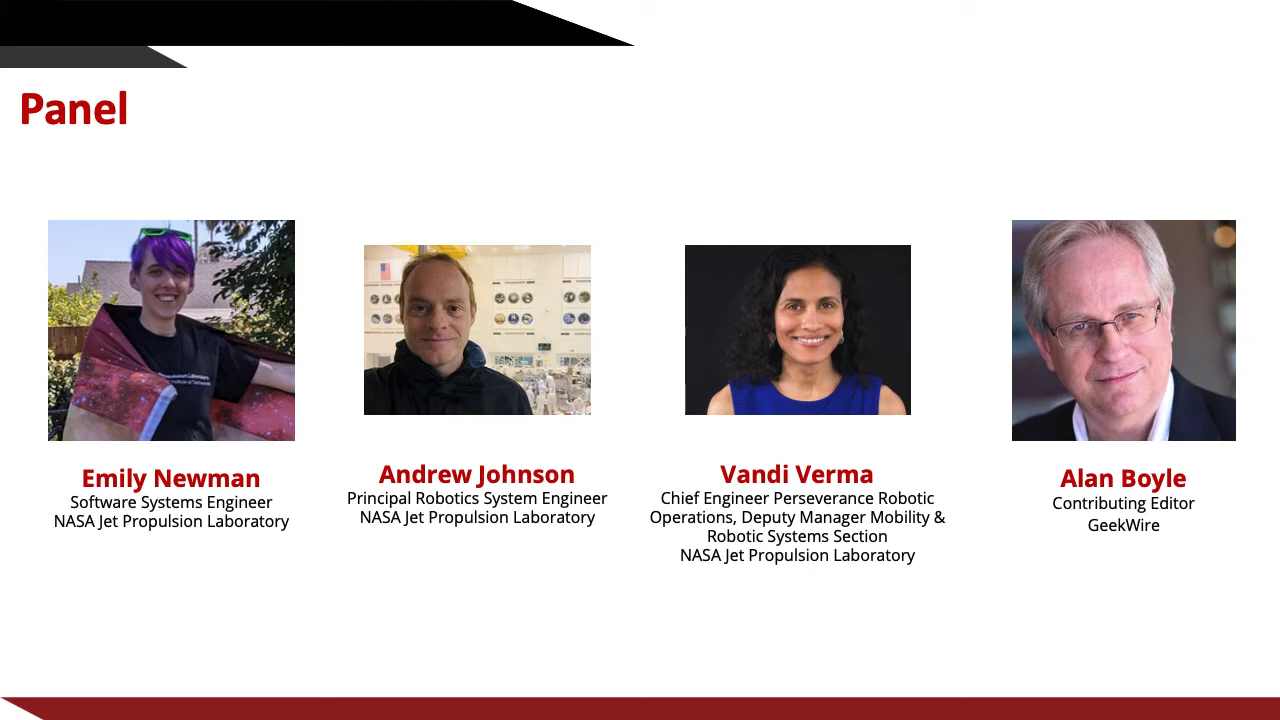 Panel
Emily Newman
Software Systems Engineer
NASA Jet Propulsion Laboratory
Andrew Johnson
Principal Robotics System Engineer
NASA Jet Propulsion Laboratory
Vandi Verma
Chief Engineer Perseverance Robotic
Operations, Deputy Manager Mobility &
Robotic Systems Section
NASA Jet Propulsion Laboratory
Alan Boyle
Contributing Editor
GeekWire